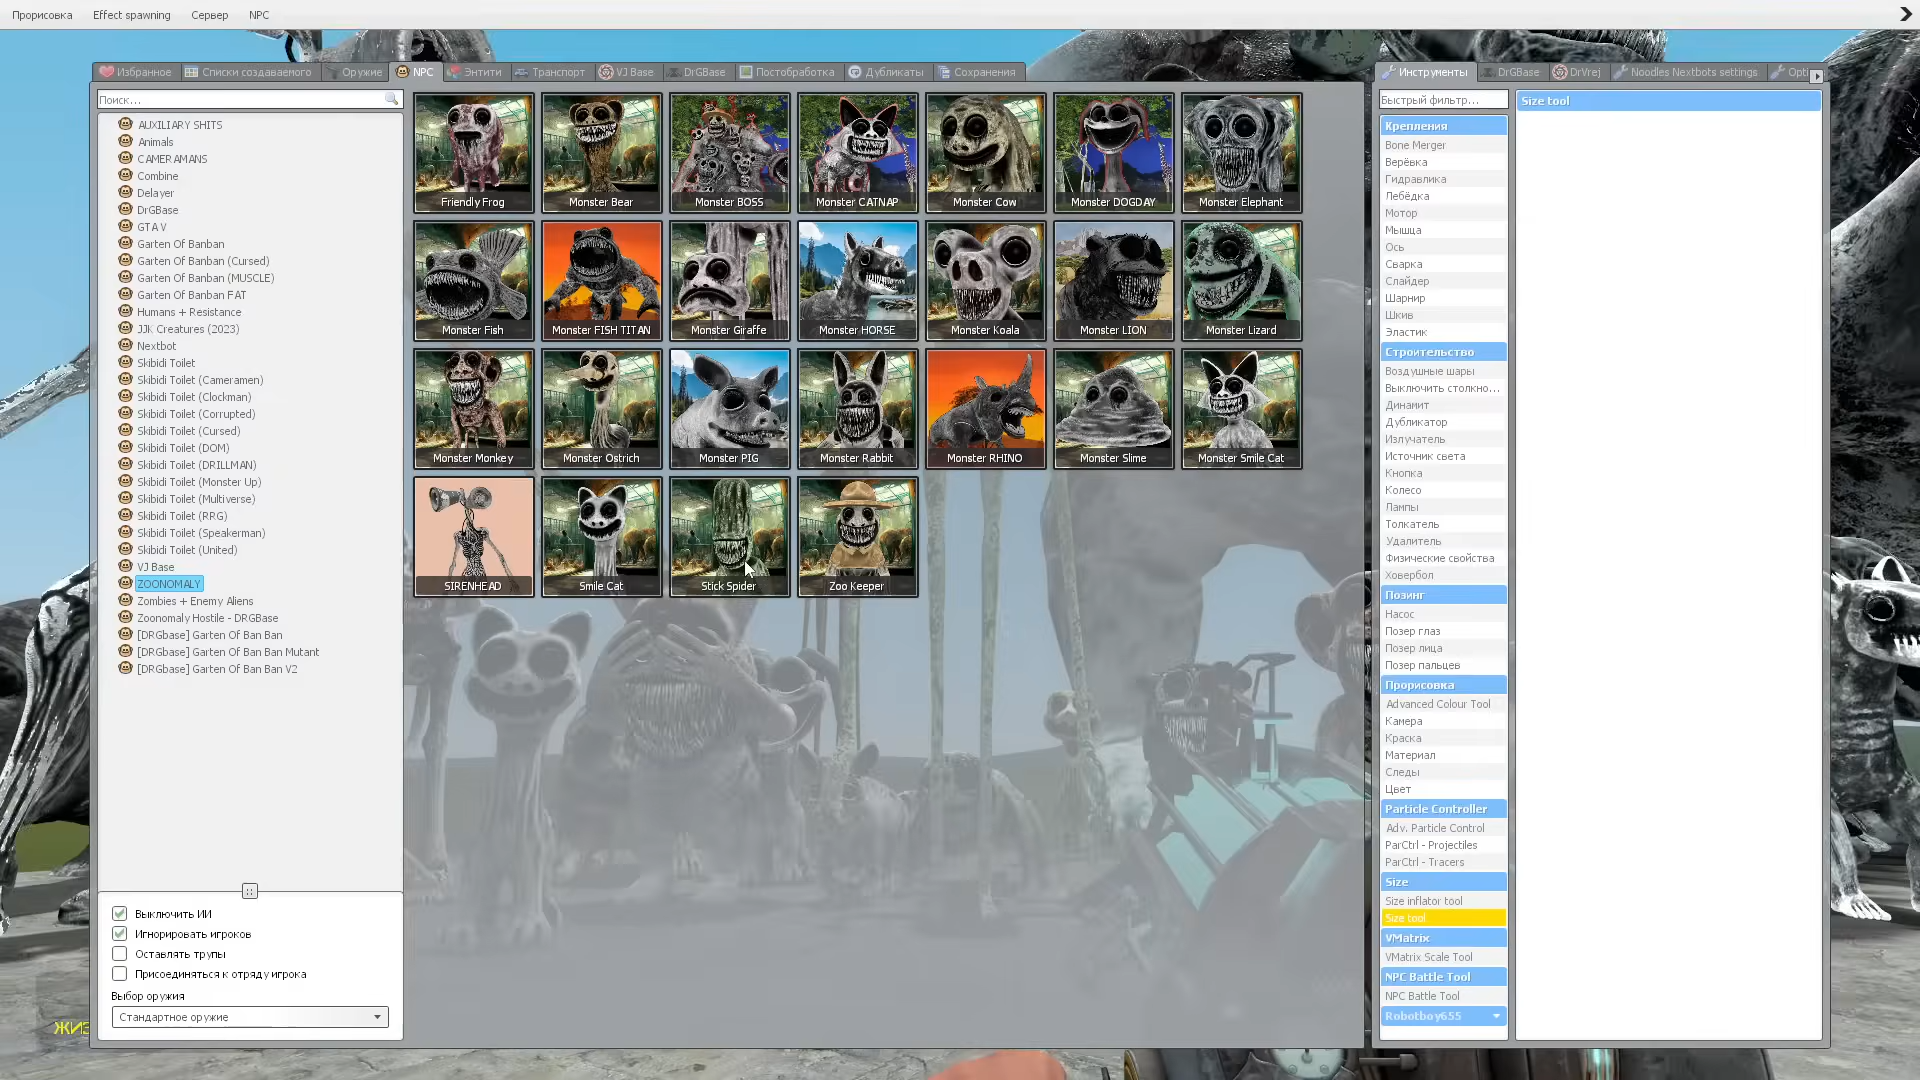 Прорисовка Effect spawning Сервер NPC
Избранное Списки создаваемого Оружие NPC Энтити Транспорт VJ Base DrGBase Постобработка Дубликаты Сохранения
Поиск...
AUXILIARY SHITS
Animals
CAMERAMANS
Combine
Delayer
DrGBase
GTA V
Garten Of Banban
Garten Of Banban (Cursed)
Garten Of Banban (MUSCLE)
Garten Of Banban FAT
Humans + Resistance
JJK Creatures (2023)
Nextbot
Skibidi Toilet
Skibidi Toilet (Cameramen)
Skibidi Toilet (Clockman)
Skibidi Toilet (Corrupted)
Skibidi Toilet (Cursed)
Skibidi Toilet (DOM)
Skibidi Toilet (DRILLMAN)
Skibidi Toilet (Monster Up)
Skibidi Toilet (Multiverse)
Skibidi Toilet (RRG)
Skibidi Toilet (Speakerman)
Skibidi Toilet (United)
VJ Base
ZOONOMALY
Zombies + Enemy Aliens
Zoonomaly Hostile - DRGBase
[DRGbase] Garten Of Ban Ban
[DRGbase] Garten Of Ban Ban Mutant
[DRGbase] Garten Of Ban Ban V2
Выключить ИИ
Игнорировать игроков
Оставлять трупы
Присоединяться к отряду игрока
Выбор оружия
Стандартное оружие
Friendly Frog Monster Bear Monster BOSS Monster CATNAP Monster Cow Monster DOGDAY Monster Elephant
Monster Fish Monster FISH TITAN Monster Giraffe Monster HORSE Monster Koala Monster LION Monster Lizard
Monster Monkey Monster Ostrich Monster PIG Monster Rabbit Monster RHINO Monster Slime Monster Smile Cat
SIRENHEAD Smile Cat Stick Spider Zoo Keeper
Инструменты DrGBase DrVrej Noodles Nextbots settings Opti
Быстрый фильтр...
Крепления
Bone Merger
Верёвка
Гидравлика
Лебёдка
Мотор
Мышца
Ось
Сварка
Слайдер
Шарнир
Шкив
Эластик
Строительство
Воздушные шары
Выключить столкно...
Динамит
Дубликатор
Излучатель
Источник света
Кнопка
Колесо
Лампы
Толкатель
Удалитель
Физические свойства
Ховербол
Позинг
Насос
Позер глаз
Позер лица
Позер пальцев
Прорисовка
Advanced Colour Tool
Камера
Краска
Материал
Следы
Цвет
Particle Controller
Adv. Particle Control
ParCtrl - Projectiles
ParCtrl - Tracers
Size
Size inflator tool
Size tool
VMatrix
VMatrix Scale Tool
NPC Battle Tool
NPC Battle Tool
Robotboy655
Size tool
ЖИЗ